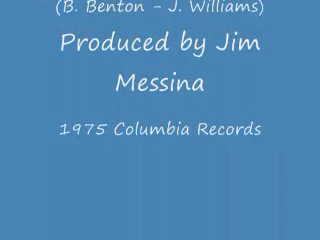 (B. Benton - J. Williams)
Produced by Jim
Messina
1975 Columbia Records